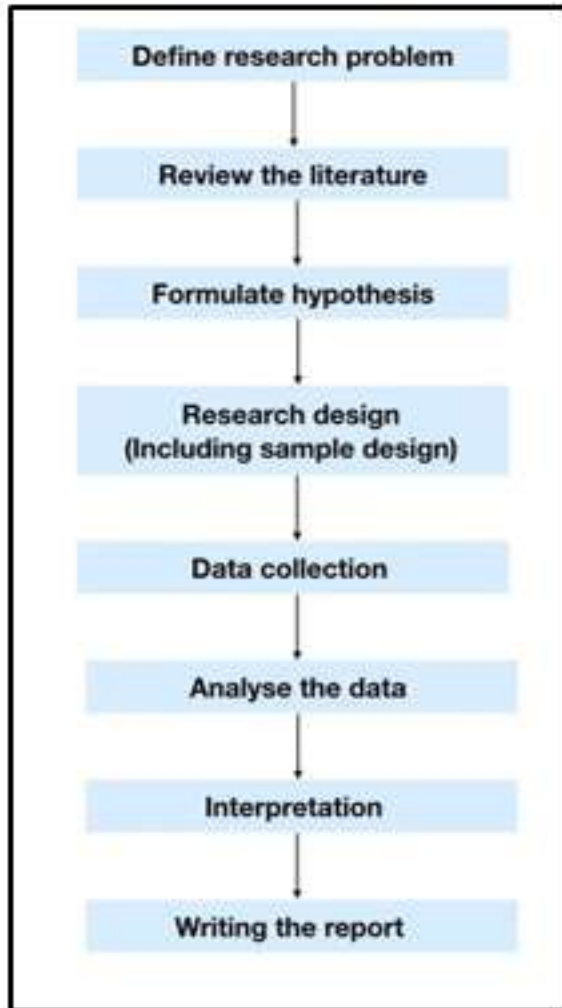 Define research problem
Review the literature
Formulate hypothesis
Research design
(Including sample design)
Data collection
Analyse the data
Interpretation
Writing the report